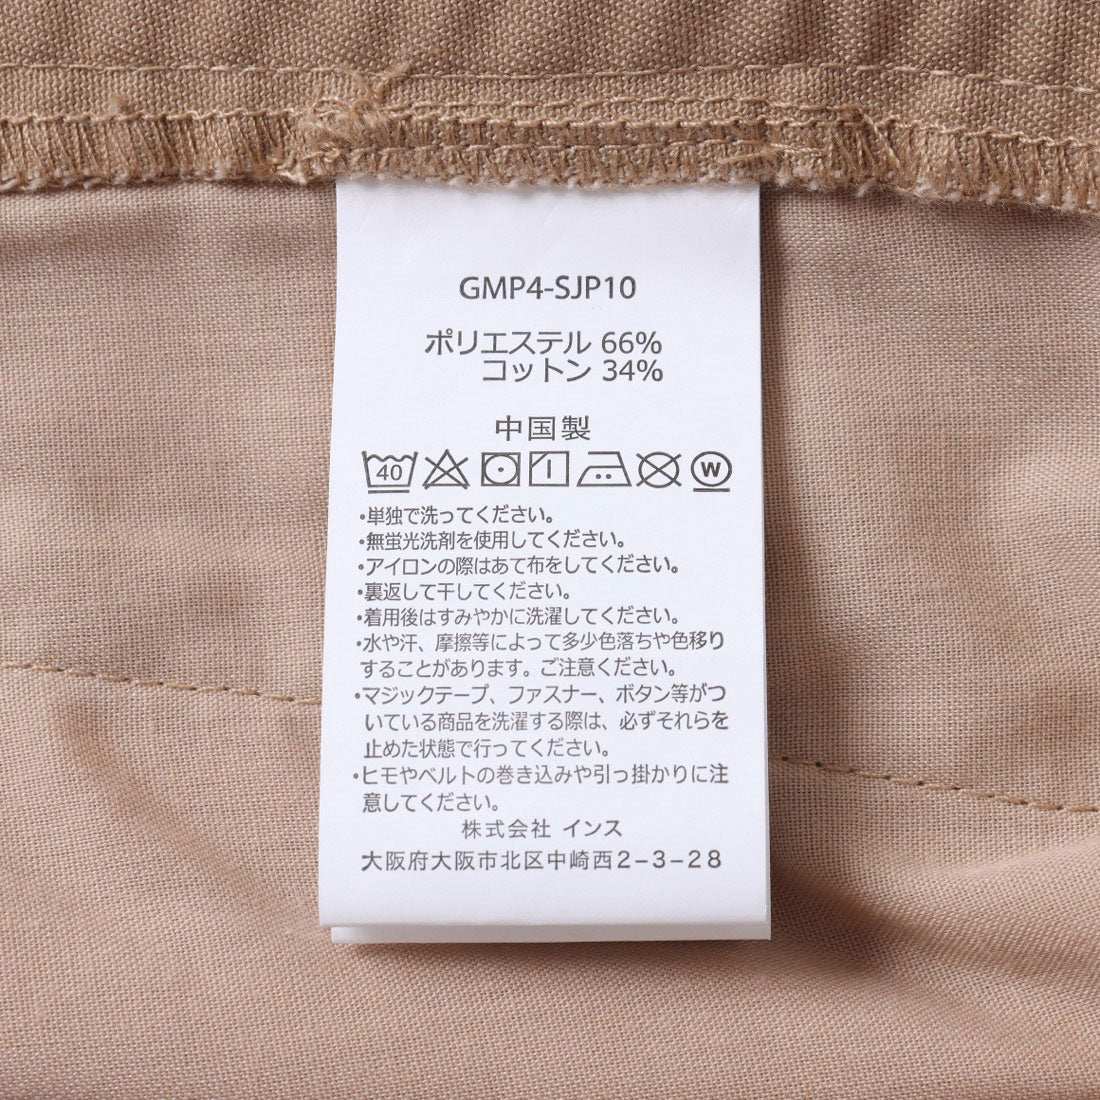 GMP4-SJP10
ポリエステル 66%
コットン 34%
中国製
40 W
・単独で洗ってください。
・無蛍光洗剤を使用してください。
・アイロンの際はあて布をしてください。
・裏返して干してください。
・着用後はすみやかに洗濯してください。
・水や汗、摩擦等によって多少色落ちや色移り
することがあります。ご注意ください。
・マジックテープ、ファスナー、ボタン等がつ
いている商品を洗濯する際は、必ずそれらを
止めた状態で行ってください。
・ヒモやベルトの巻き込みや引っ掛かりに注
意してください。
株式会社 インス
大阪府大阪市北区中崎西2-3-28